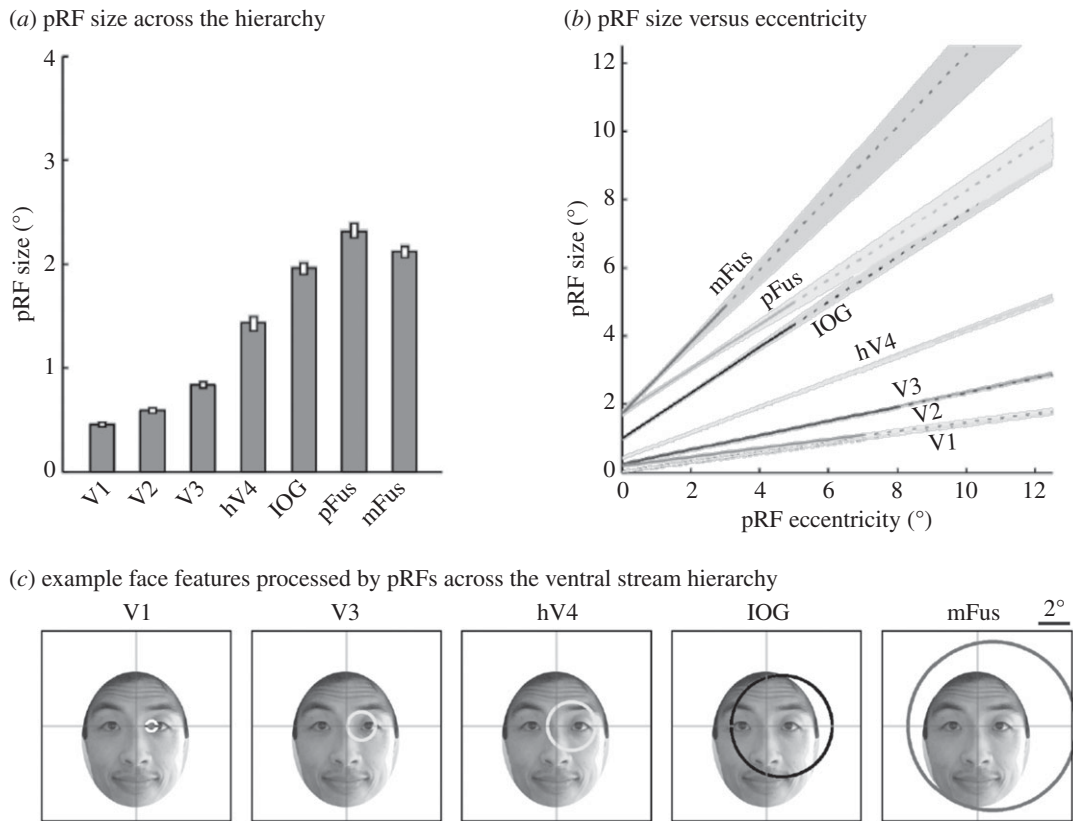 (a) pRF size across the hierarchy
4
3
2
1
0
pRF size (°)
V1 V2 V3 hV4 IOG pFus mFus
(b) pRF size versus eccentricity
12
10
8
6
4
2
0
pRF size (°)
mFus
pFus
IOG
hV4
V3
V2
V1
0 2 4 6 8 10 12
pRF eccentricity (°)
(c) example face features processed by pRFs across the ventral stream hierarchy
V1 V3 hV4 IOG mFus 2°